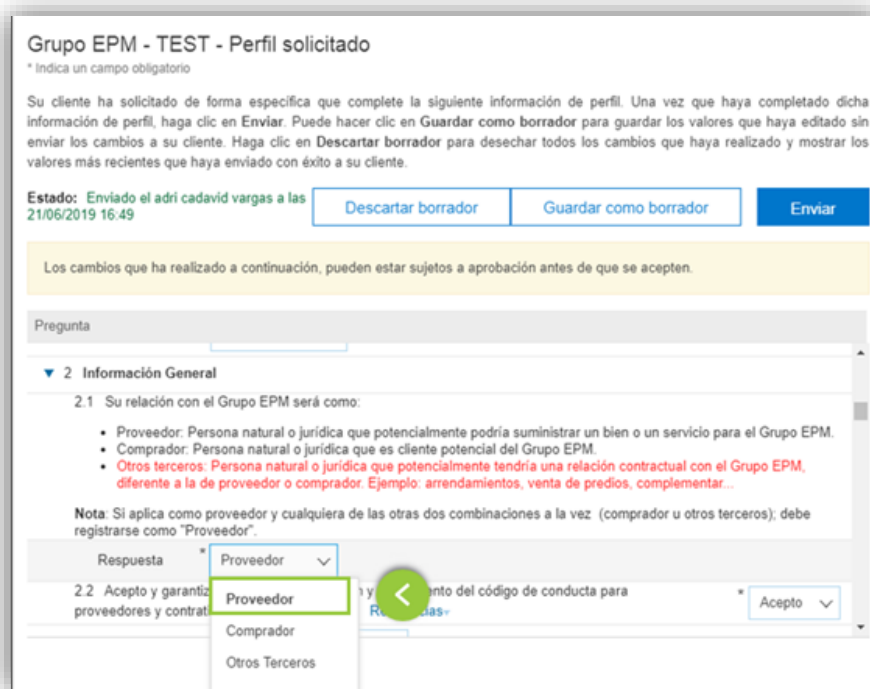 Grupo EPM - TEST - Perfil solicitado
* Indica un campo obligatorio
Su cliente ha solicitado de forma específica que complete la siguiente información de perfil. Una vez que haya completado dicha
información de perfil, haga clic en Enviar. Puede hacer clic en Guardar como borrador para guardar los valores que haya editado sin
enviar los cambios a su cliente. Haga clic en Descartar borrador para desechar todos los cambios que haya realizado y mostrar los
valores más recientes que haya enviado con éxito a su cliente.
Estado: Enviado el adri cadavid vargas a las
21/06/2019 16:49
Descartar borrador
Guardar como borrador
Enviar
Los cambios que ha realizado a continuación, pueden estar sujetos a aprobación antes de que se acepten.
Pregunta
▼ 2 Información General
2.1 Su relación con el Grupo EPM será como:
• Proveedor: Persona natural o jurídica que potencialmente podría suministrar un bien o un servicio para el Grupo EPM.
• Comprador: Persona natural o jurídica que es cliente potencial del Grupo EPM.
• Otros terceros: Persona natural o jurídica que potencialmente tendría una relación contractual con el Grupo EPM,
diferente a la de proveedor o comprador. Ejemplo: arrendamientos, venta de predios, complementar...
Nota: Si aplica como proveedor y cualquiera de las otras dos combinaciones a la vez (comprador u otros terceros); debe
registrarse como "Proveedor".
Respuesta * Proveedor
2.2 Acepto y garantiz n y ento del código de conducta para * Acepto
proveedores y contrati Re ias
Proveedor
Comprador
Otros Terceros